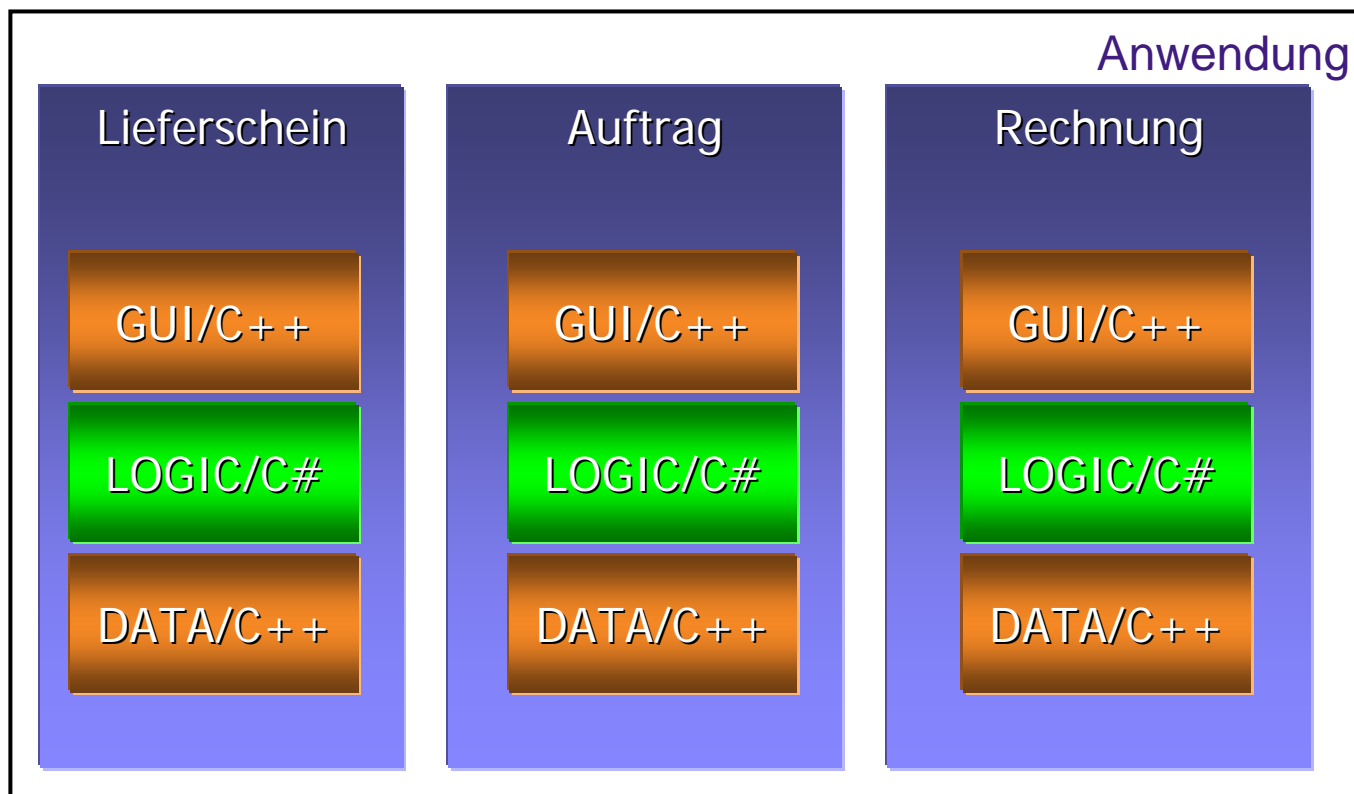 Anwendung
Lieferschein
GUI/C++
LOGIC/C#
DATA/C++
Auftrag
GUI/C++
LOGIC/C#
DATA/C++
Rechnung
GUI/C++
LOGIC/C#
DATA/C++